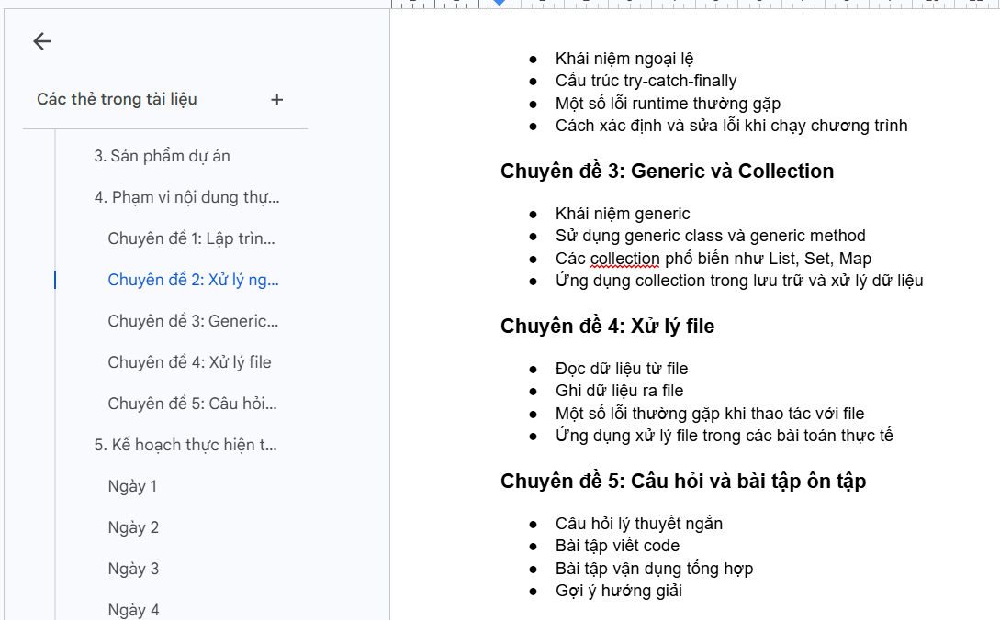 Các thẻ trong tài liệu +
3. Sản phẩm dự án
4. Phạm vi nội dung thự...
Chuyên đề 1: Lập trìn...
Chuyên đề 2: Xử lý ng...
Chuyên đề 3: Generic...
Chuyên đề 4: Xử lý file
Chuyên đề 5: Câu hỏi...
5. Kế hoạch thực hiện t...
Ngày 1
Ngày 2
Ngày 3
Ngày 4
● Khái niệm ngoại lệ
● Cấu trúc try-catch-finally
● Một số lỗi runtime thường gặp
● Cách xác định và sửa lỗi khi chạy chương trình
Chuyên đề 3: Generic và Collection
● Khái niệm generic
● Sử dụng generic class và generic method
● Các collection phổ biến như List, Set, Map
● Ứng dụng collection trong lưu trữ và xử lý dữ liệu
Chuyên đề 4: Xử lý file
● Đọc dữ liệu từ file
● Ghi dữ liệu ra file
● Một số lỗi thường gặp khi thao tác với file
● Ứng dụng xử lý file trong các bài toán thực tế
Chuyên đề 5: Câu hỏi và bài tập ôn tập
● Câu hỏi lý thuyết ngắn
● Bài tập viết code
● Bài tập vận dụng tổng hợp
● Gợi ý hướng giải